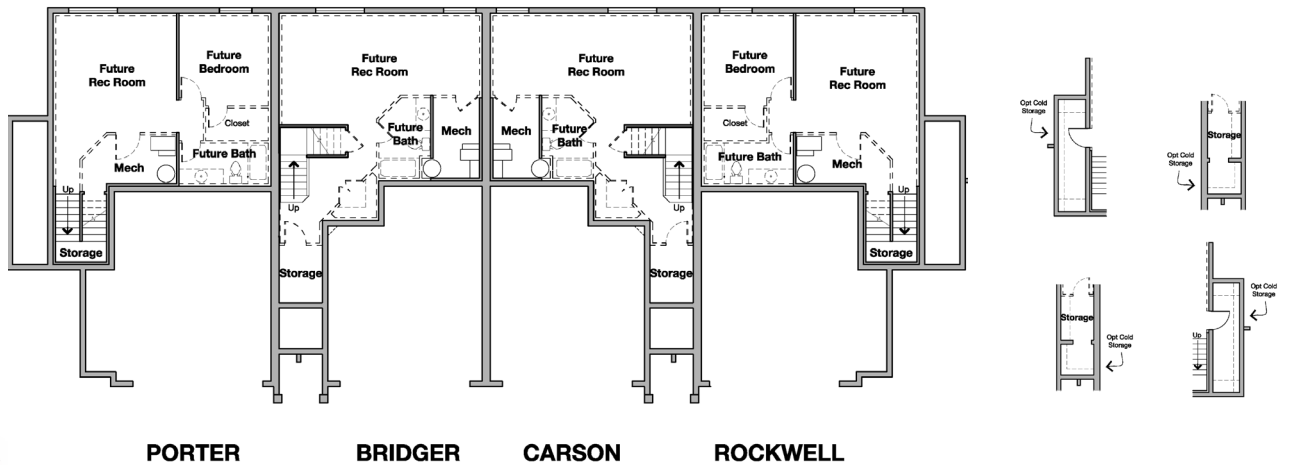 Future
Rec Room
Future
Bedroom
Closet
Future Bath
Mech
Up
Storage
Future
Rec Room
Future
Bath
Mech
Up
Storage
Future
Rec Room
Mech
Future
Bath
Up
Storage
Future
Bedroom
Future
Rec Room
Closet
Future Bath
Mech
Up
Storage
Opt Cold
Storage
Storage
Opt Cold
Storage
Storage
Opt Cold
Storage
Opt Cold
Storage
Up
PORTER
BRIDGER
CARSON
ROCKWELL